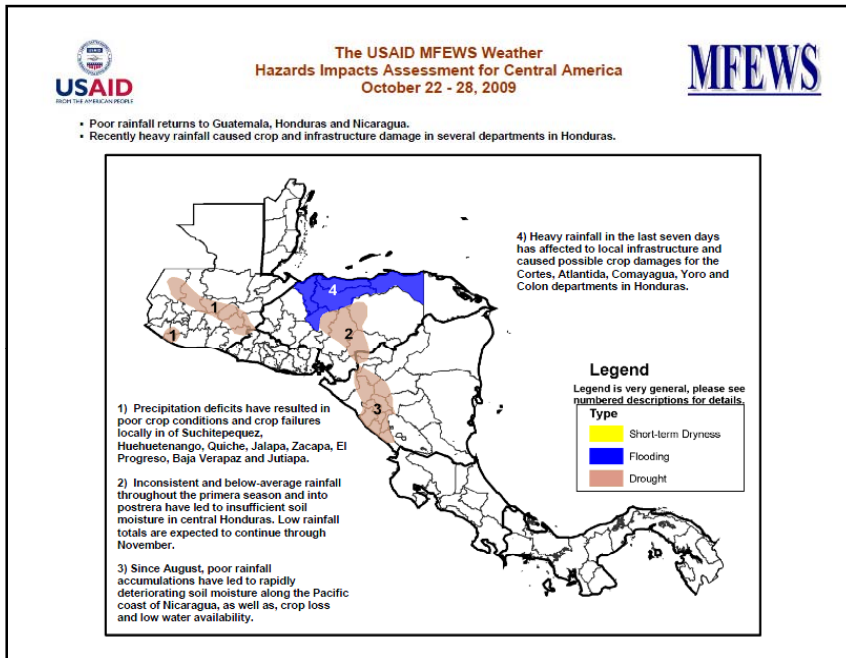 USAID
FROM THE AMERICAN PEOPLE
The USAID MFEWS Weather
Hazards Impacts Assessment for Central America
October 22 - 28, 2009
MFEWS
▪ Poor rainfall returns to Guatemala, Honduras and Nicaragua.
▪ Recently heavy rainfall caused crop and infrastructure damage in several departments in Honduras.
4) Heavy rainfall in the last seven days
has affected to local infrastructure and
caused possible crop damages for the
Cortes, Atlantida, Comayagua, Yoro and
Colon departments in Honduras.
4
1
1
2
3
1) Precipitation deficits have resulted in
poor crop conditions and crop failures
locally in of Suchitepequez,
Huehuetenango, Quiche, Jalapa, Zacapa, El
Progreso, Baja Verapaz and Jutiapa.
2) Inconsistent and below-average rainfall
throughout the primera season and into
postrera have led to insufficient soil
moisture in central Honduras. Low rainfall
totals are expected to continue through
November.
3) Since August, poor rainfall
accumulations have led to rapidly
deteriorating soil moisture along the Pacific
coast of Nicaragua, as well as, crop loss
and low water availability.
Legend
Legend is very general, please see
numbered descriptions for details.
Type
Short-term Dryness
Flooding
Drought